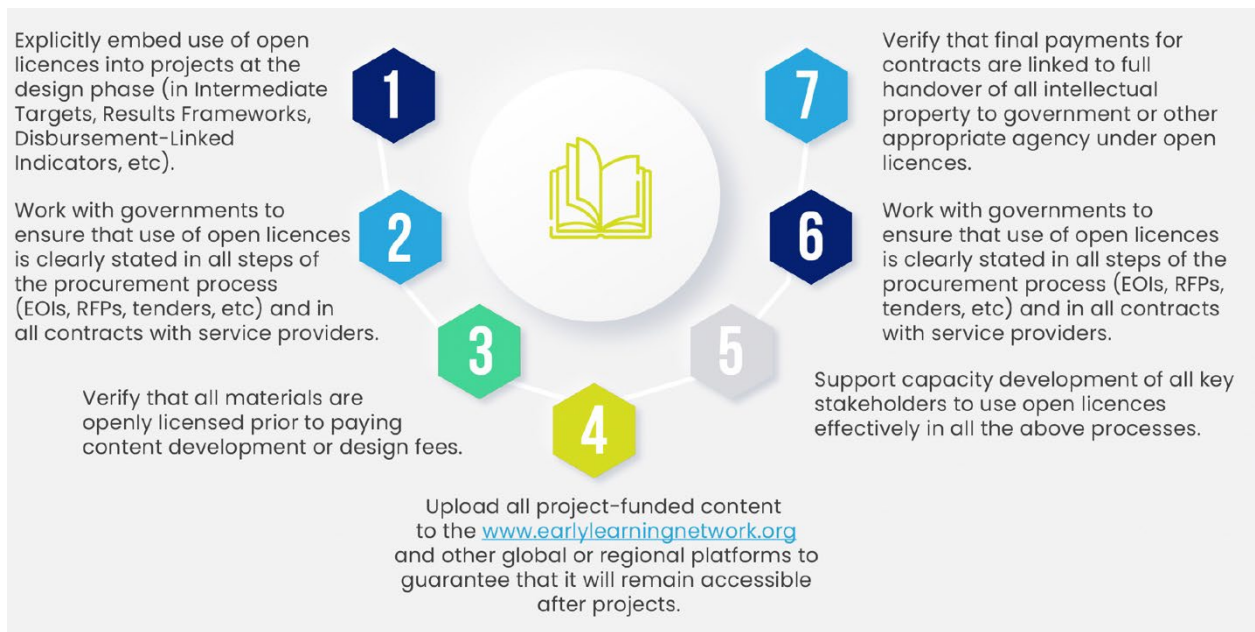 1
Explicitly embed use of open
licences into projects at the
design phase (in Intermediate
Targets, Results Frameworks,
Disbursement-Linked
Indicators, etc).
2
Work with governments to
ensure that use of open licences
is clearly stated in all steps of
the procurement process
(EOIs, RFPs, tenders, etc) and in
all contracts with service providers.
3
Verify that all materials are
openly licensed prior to paying
content development or design fees.
4
Upload all project-funded content
to the www.earlylearningnetwork.org
and other global or regional platforms to
guarantee that it will remain accessible
after projects.
5
Support capacity development of all key
stakeholders to use open licences
effectively in all the above processes.
6
Work with governments to
ensure that use of open licences
is clearly stated in all steps of the
procurement process (EOIs, RFPs,
tenders, etc) and in all contracts
with service providers.
7
Verify that final payments for
contracts are linked to full
handover of all intellectual
property to government or other
appropriate agency under open
licences.